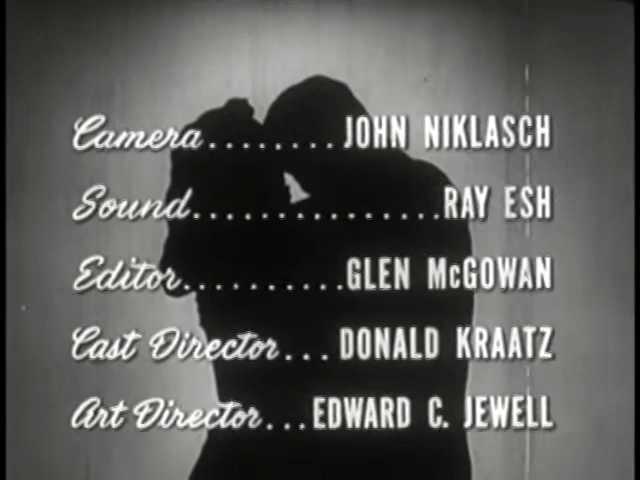 Camera........JOHN NIKLASCH
Sound...............RAY ESH
Editor..........GLEN McGOWAN
Cast Director...DONALD KRAATZ
Art Director...EDWARD C. JEWELL